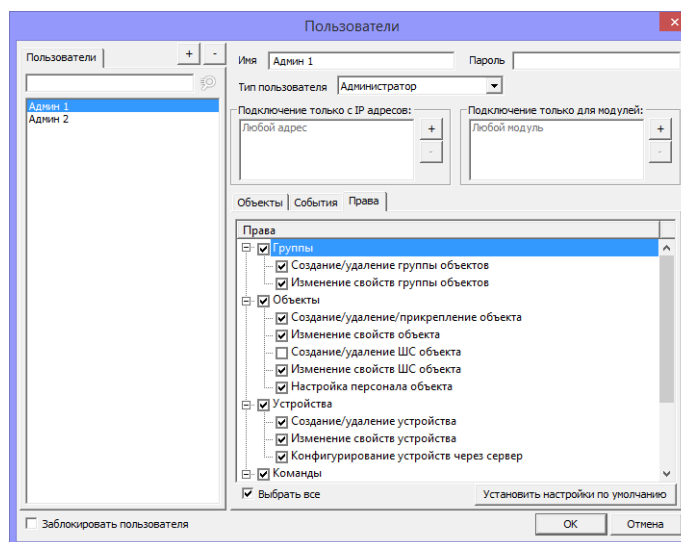 Пользователи
Пользователи + -
Админ 1
Админ 2
Имя Админ 1 Пароль
Тип пользователя Администратор
Подключение только с IP адресов: Подключение только для модулей:
Любой адрес + Любой модуль +
- -
Объекты События Права
Права
Группы
Создание/удаление группы объектов
Изменение свойств группы объектов
Объекты
Создание/удаление/прикрепление объекта
Изменение свойств объекта
Создание/удаление ШС объекта
Изменение свойств ШС объекта
Настройка персонала объекта
Устройства
Создание/удаление устройства
Изменение свойств устройства
Конфигурирование устройств через сервер
Команды
Выбрать все Установить настройки по умолчанию
Заблокировать пользователя OK Отмена